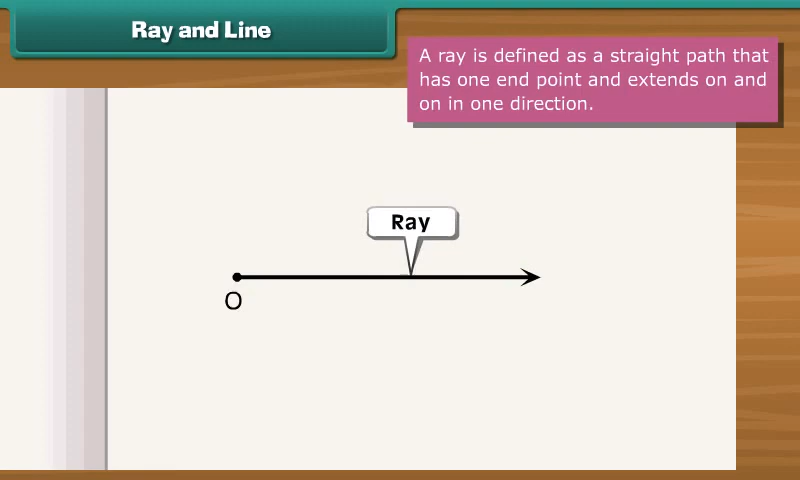 Ray and Line
A ray is defined as a straight path that
has one end point and extends on and
on in one direction.
Ray
O